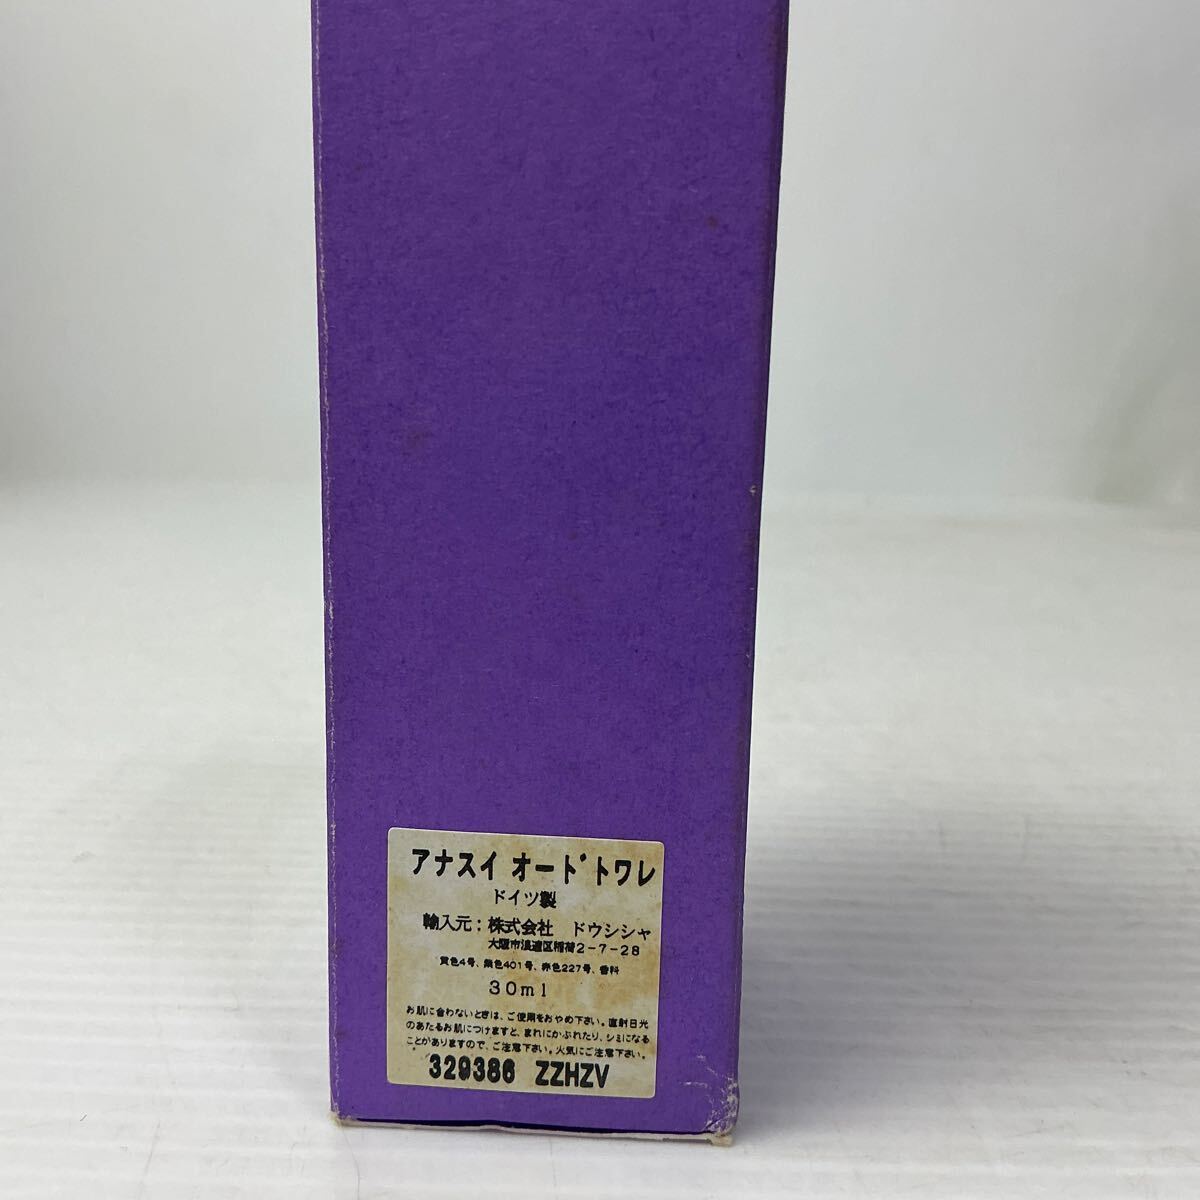 アナスイ オード トワレ
ドイツ製
輸入元；株式会社　ドウシシャ
大阪市浪速区稲荷２－７－２８
黄色4号、紫色401号、赤色227号、香料
３０ｍｌ
お肌に合わないときは、ご使用をおやめ下さい。直射日光
のあたるお肌につけますと、まれにかぶれたり、シミになる
ことがありますので、ご注意下さい。火気にご注意下さい。
329386 ZZHZV